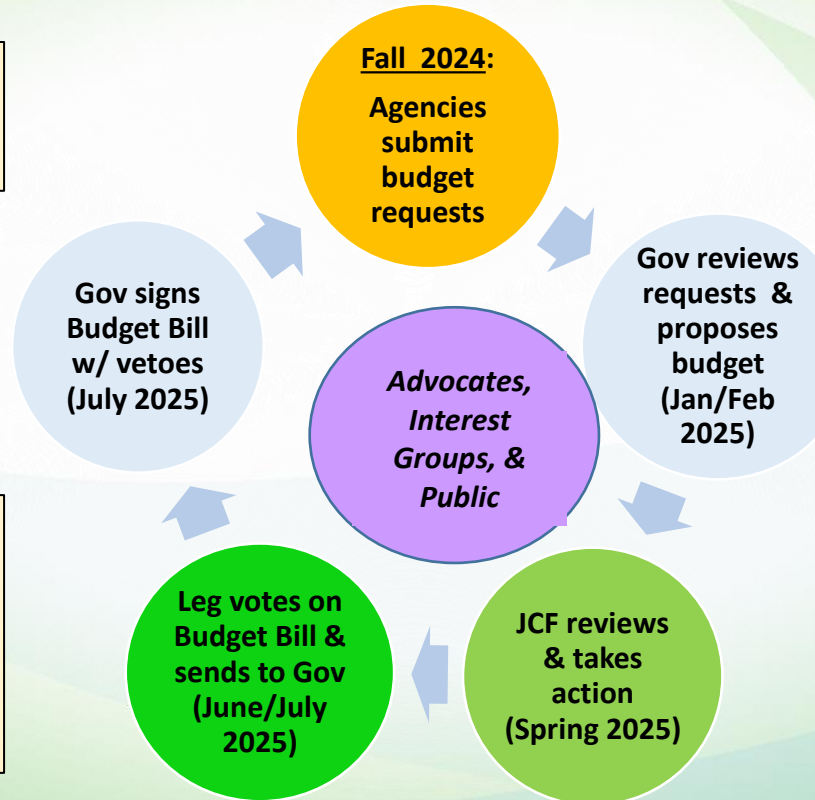 Fall 2024:
Agencies
submit
budget
requests
Gov reviews
requests &
proposes
budget
(Jan/Feb
2025)
JCF reviews
& takes
action
(Spring 2025)
Leg votes on
Budget Bill &
sends to Gov
(June/July
2025)
Gov signs
Budget Bill
w/ vetoes
(July 2025)
Advocates,
Interest
Groups, &
Public